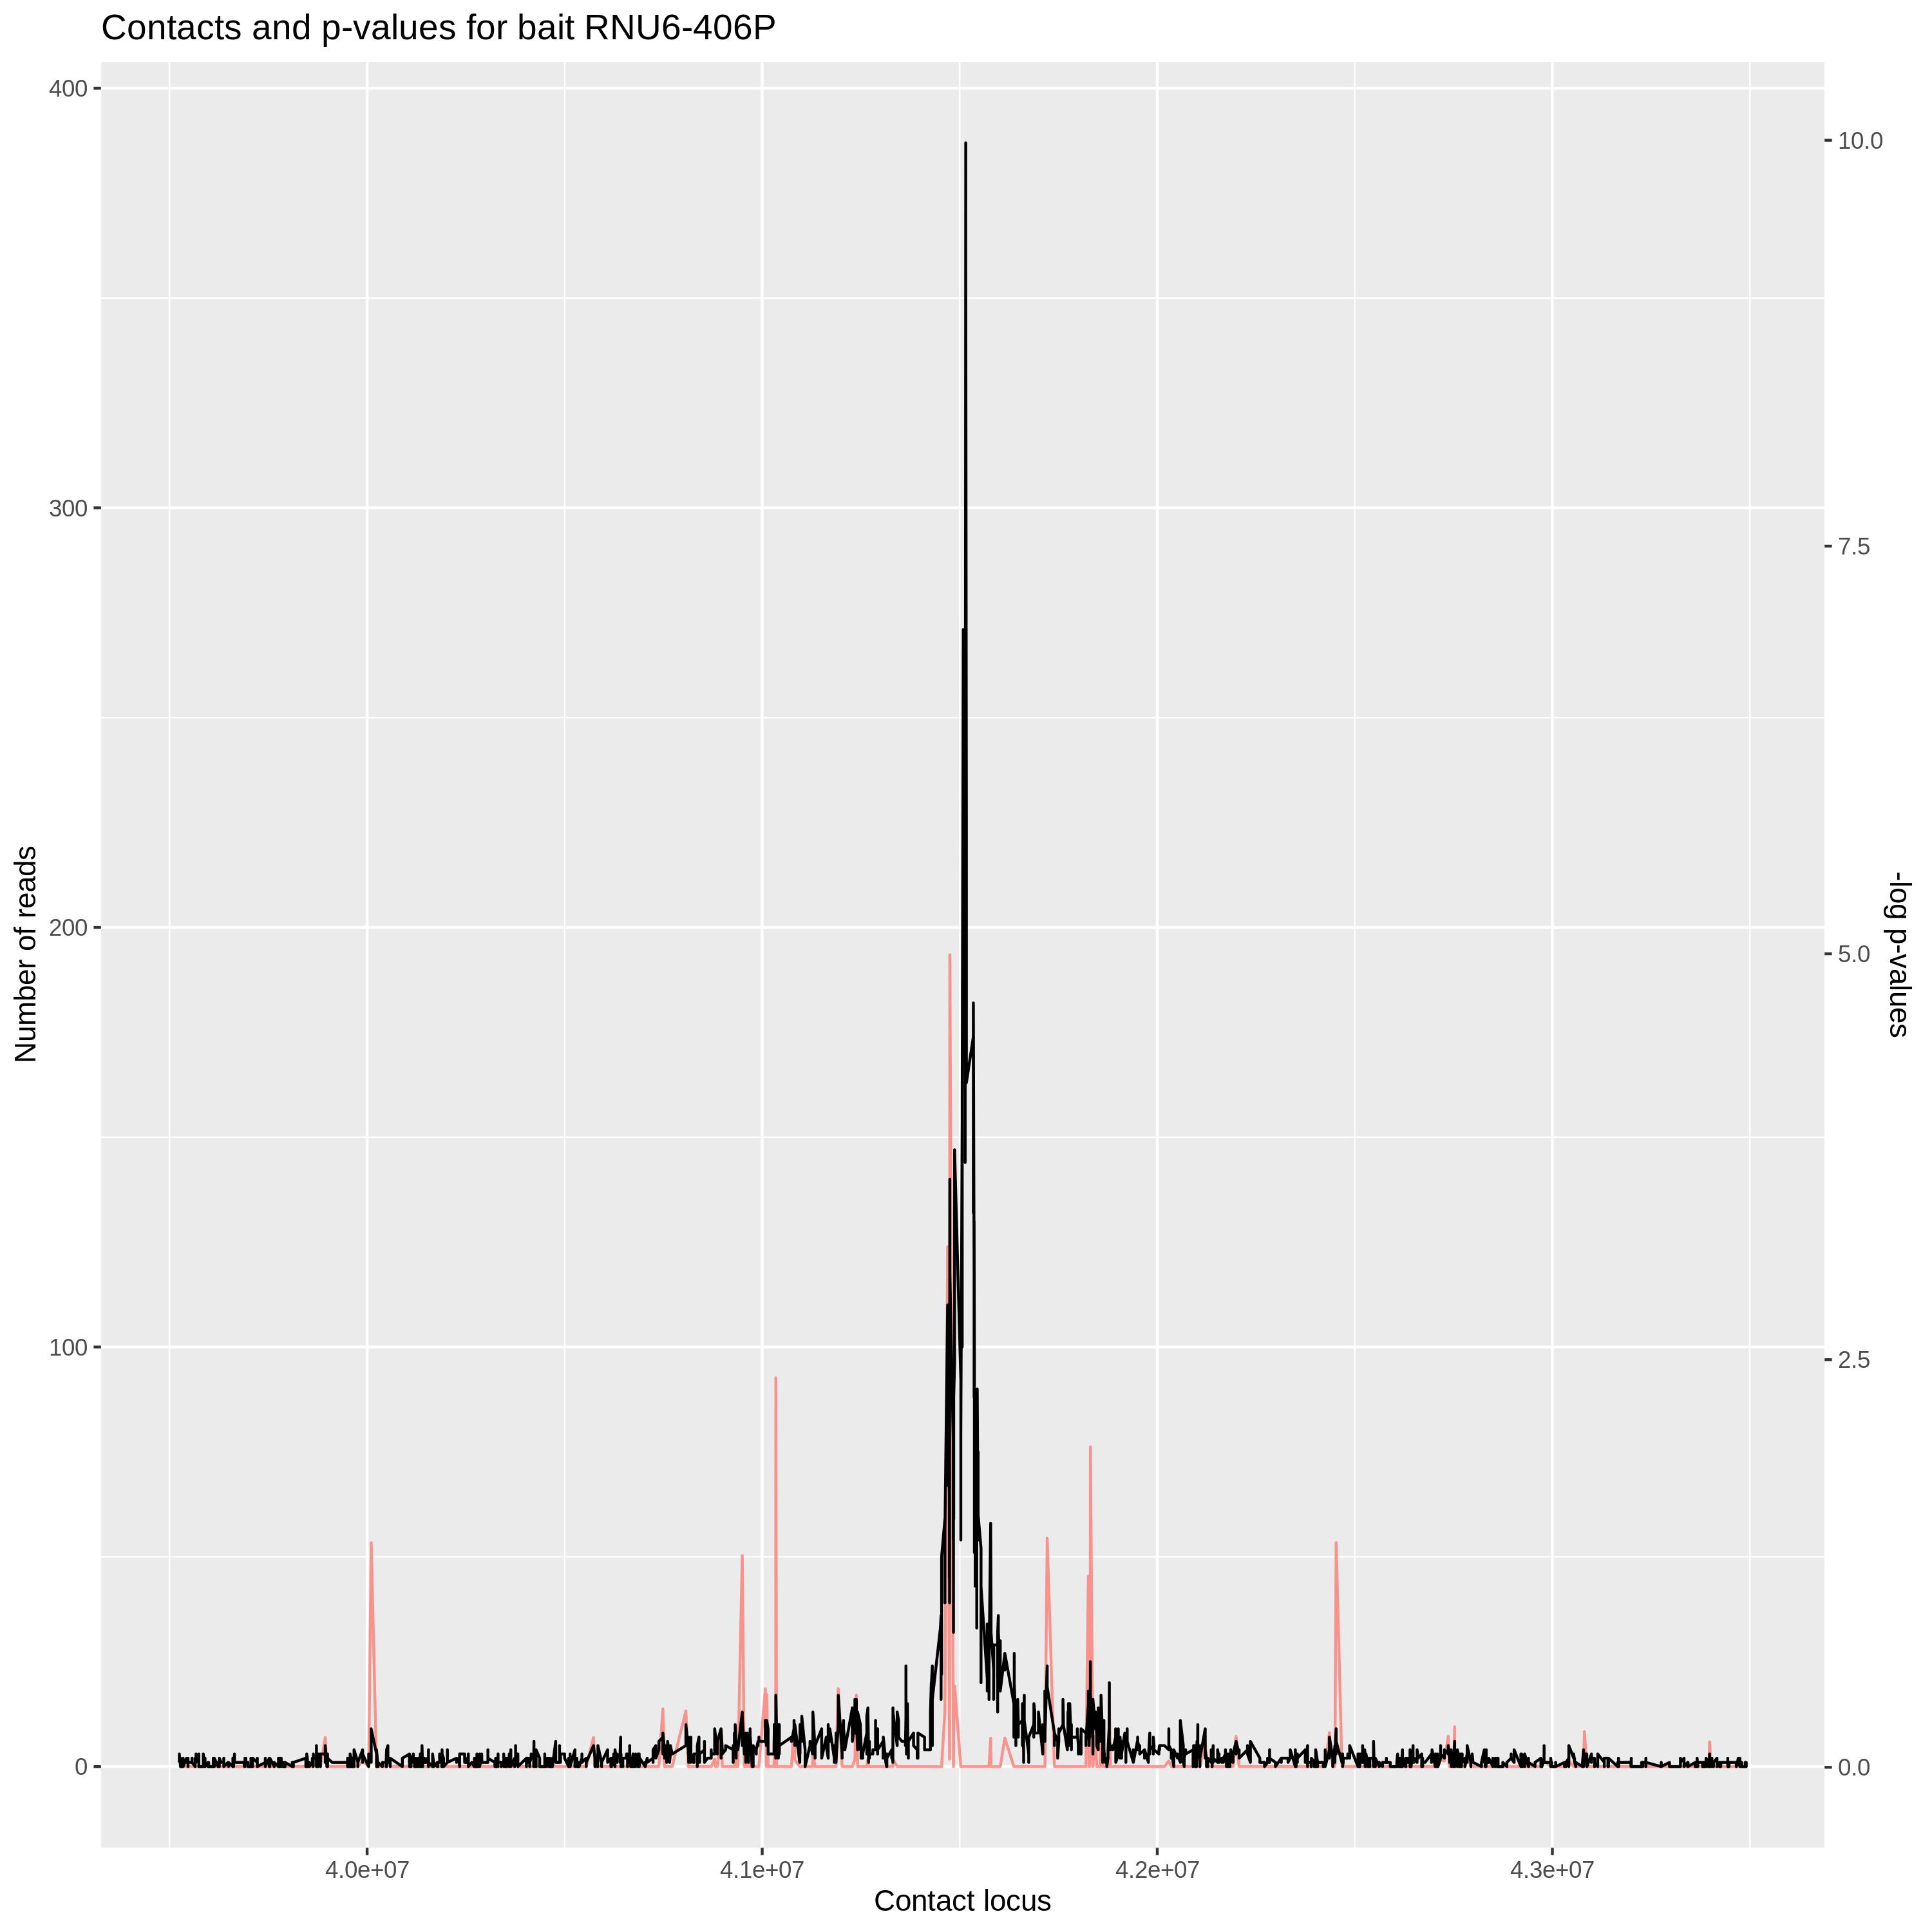 Contacts and p-values for bait RNU6-406P
400
300
200
100
0
10.0
7.5
5.0
2.5
0.0
Number of reads
-log p-values
4.0e+07
4.1e+07
4.2e+07
4.3e+07
Contact locus